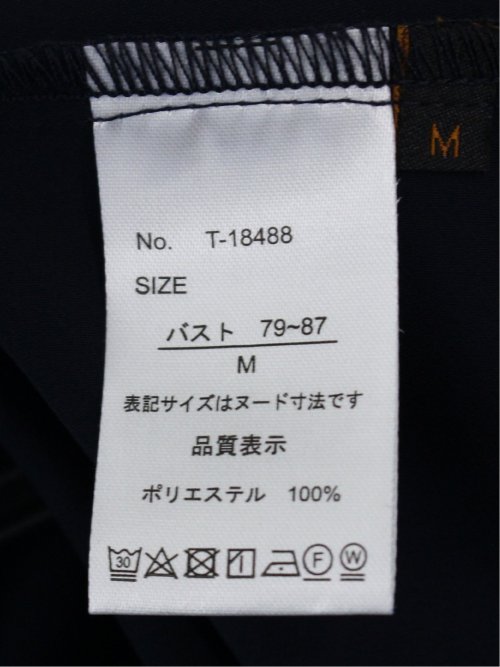 M
No. T-18488
SIZE
バスト 79~87
M
表記サイズはヌード寸法です
品質表示
ポリエステル 100%
30 F W